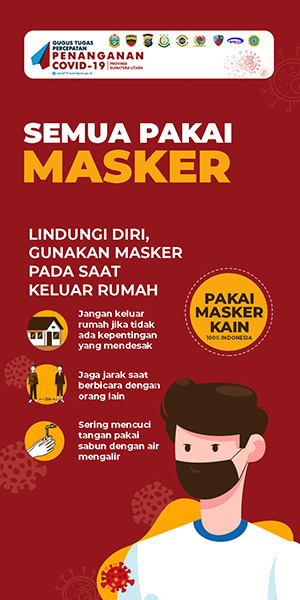 GUGUS TUGAS
PERCEPATAN
PENANGANAN
COVID-19
PROVINSI
SUMATERA UTARA
SEMUA PAKAI
MASKER
LINDUNGI DIRI,
GUNAKAN MASKER
PADA SAAT
KELUAR RUMAH
PAKAI
MASKER
KAIN
100% INDONESIA
Jangan keluar
rumah jika tidak
ada kepentingan
yang mendesak
Jaga jarak saat
berbicara dengan
orang lain
Sering mencuci
tangan pakai
sabun dengan air
mengalir